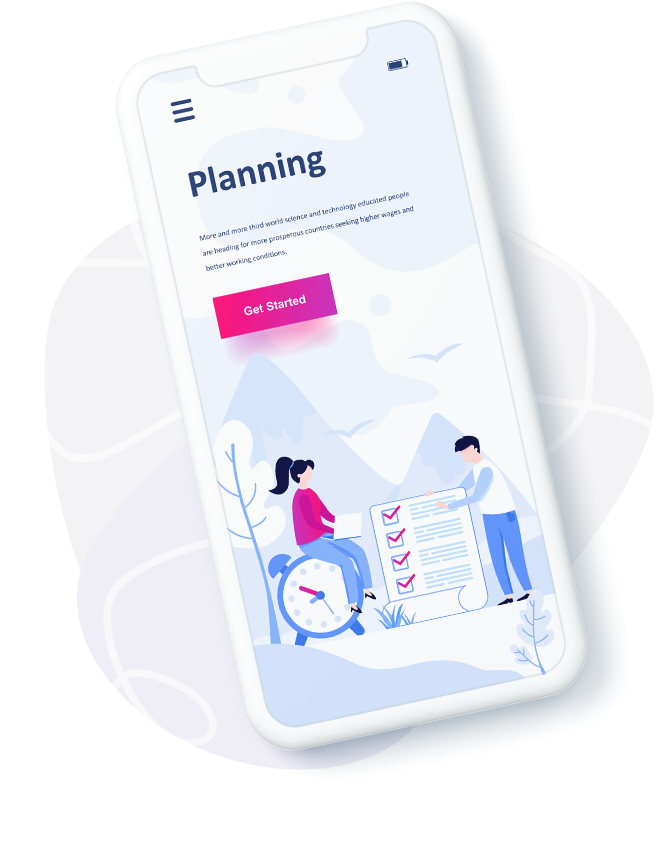 Planning
More and more third world science and technology educated people
are heading for more prosperous countries seeking higher wages and
better working conditions.
Get Started